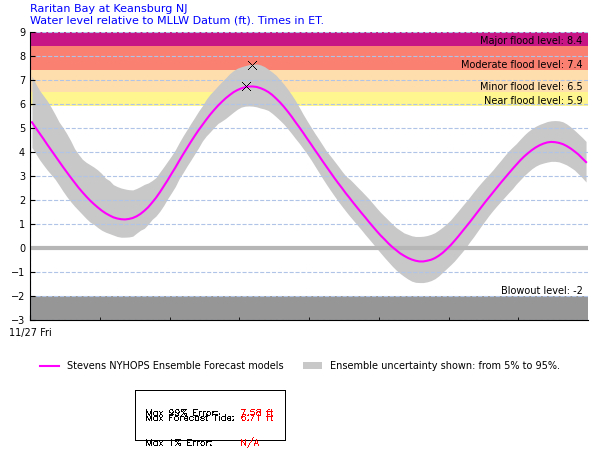 Raritan Bay at Keansburg NJ
Water level relative to MLLW Datum (ft). Times in ET.
9
Major flood level: 8.4
8
Moderate flood level: 7.4
7
Minor flood level: 6.5
6
Near flood level: 5.9
5
4
3
2
1
0
−1
−2
Blowout level: -2
−3
11/27 Fri
Stevens NYHOPS Ensemble Forecast models
Ensemble uncertainty shown: from 5% to 95%.
Max 99% Error: 7.56 ft
Max Forecast Tide: 6.71 ft
Max 1% Error: N/A